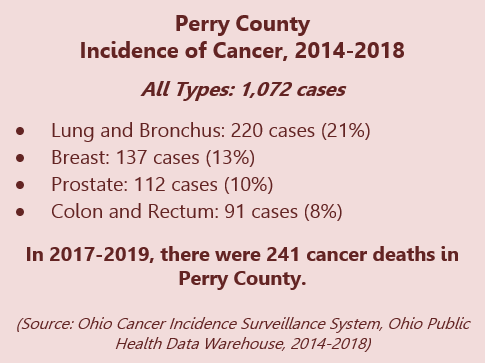 Perry County
Incidence of Cancer, 2014-2018
All Types: 1,072 cases
• Lung and Bronchus: 220 cases (21%)
• Breast: 137 cases (13%)
• Prostate: 112 cases (10%)
• Colon and Rectum: 91 cases (8%)
In 2017-2019, there were 241 cancer deaths in
Perry County.
(Source: Ohio Cancer Incidence Surveillance System, Ohio Public
Health Data Warehouse, 2014-2018)